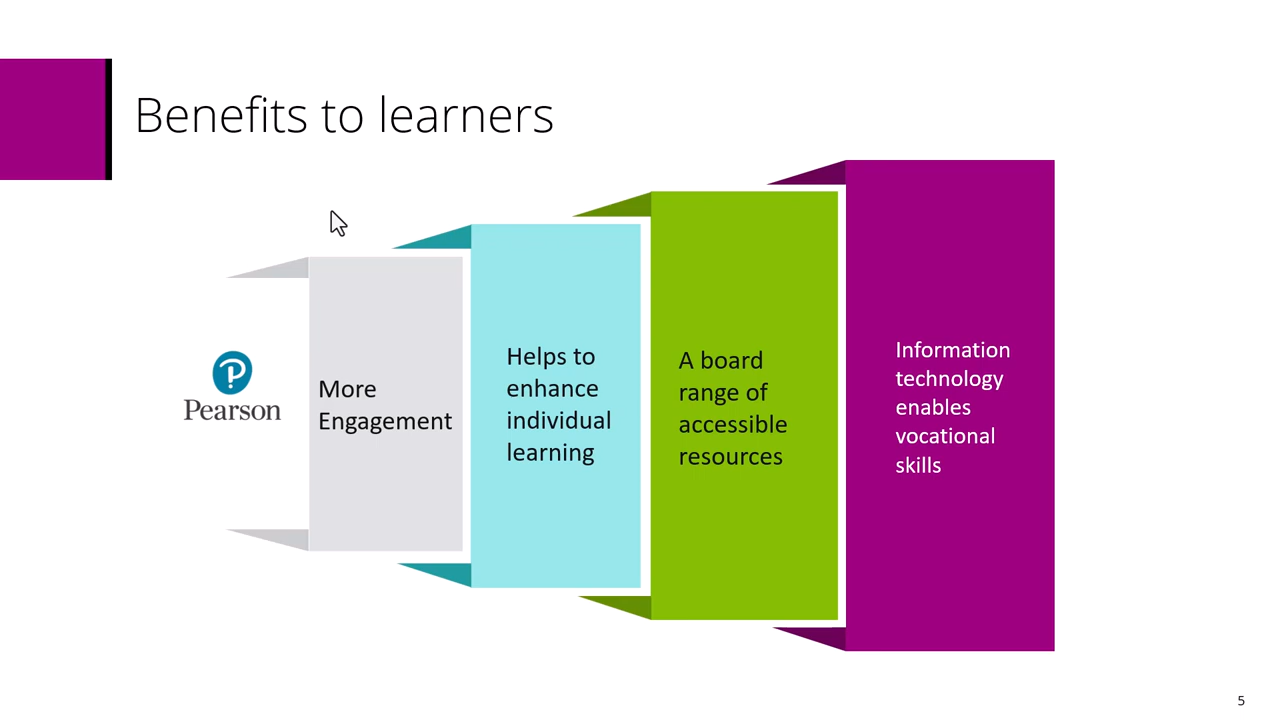 Benefits to learners
Pearson
More
Engagement
Helps to
enhance
individual
learning
A board
range of
accessible
resources
Information
technology
enables
vocational
skills
5